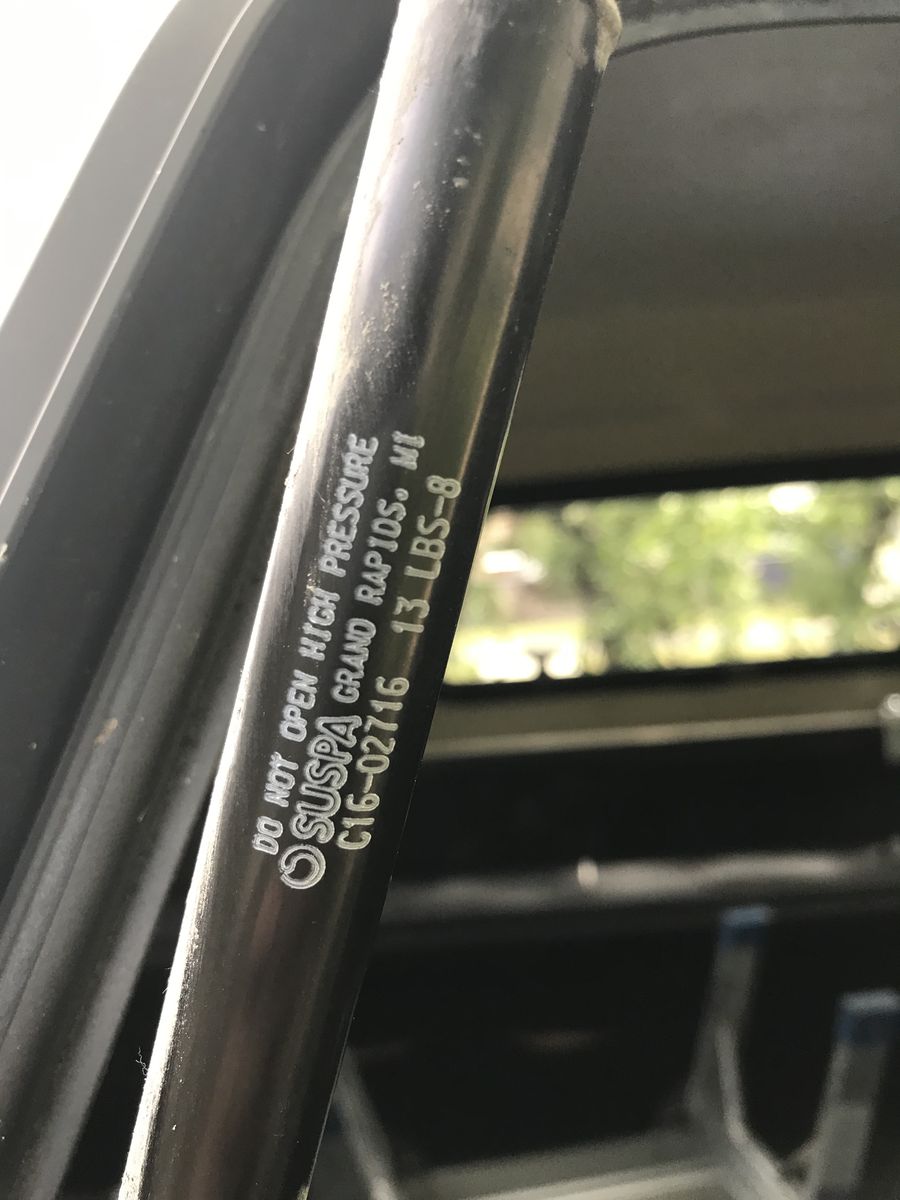 DO NOT OPEN HIGH PRESSURE
SUSPA GRAND RAPIDS. MI
C16-02716 13 LBS-8